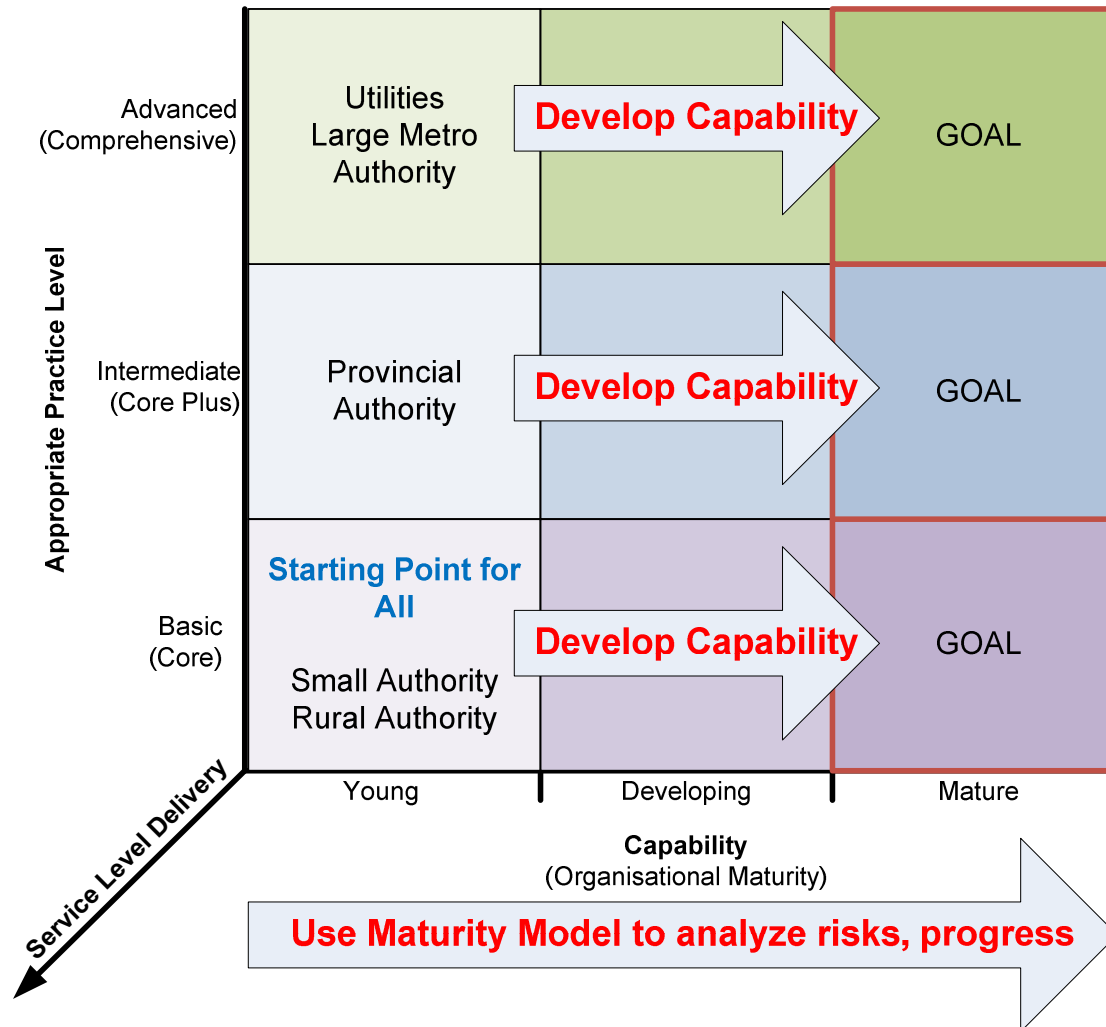 Advanced
(Comprehensive)
Utilities
Large Metro
Authority
Develop Capability
GOAL
Appropriate Practice Level
Intermediate
(Core Plus)
Provincial
Authority
Develop Capability
GOAL
Basic
(Core)
Starting Point for
All
Small Authority
Rural Authority
Develop Capability
GOAL
Service Level Delivery
Young
Developing
Mature
Capability
(Organisational Maturity)
Use Maturity Model to analyze risks, progress